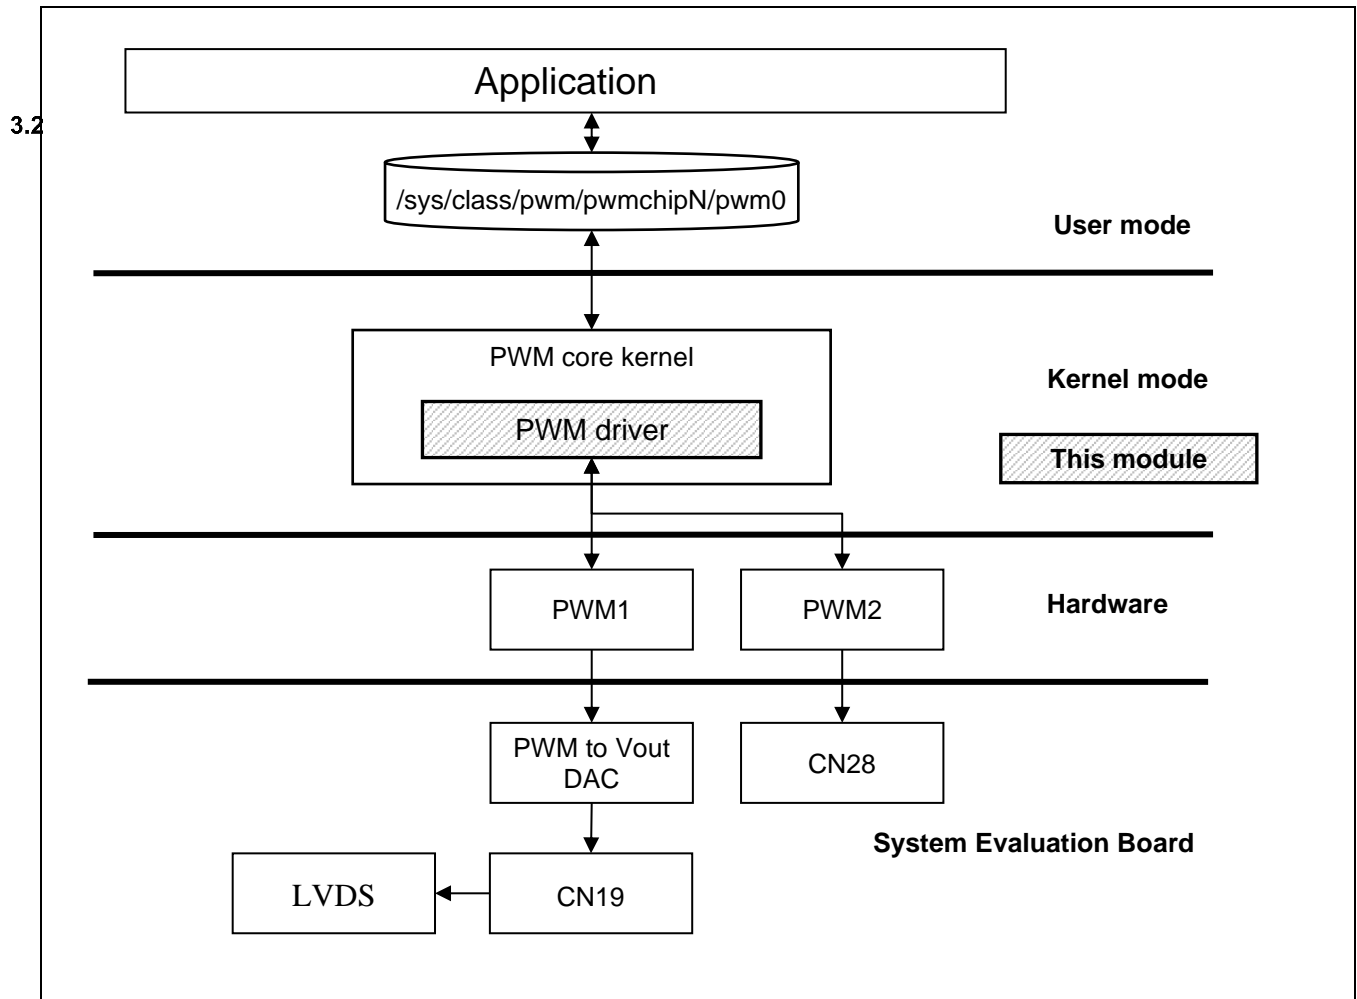 Application
3.2
/sys/class/pwm/pwmchipN/pwm0
User mode
PWM core kernel
Kernel mode
PWM driver
This module
PWM1
PWM2
Hardware
PWM to Vout
DAC
CN28
System Evaluation Board
LVDS
CN19